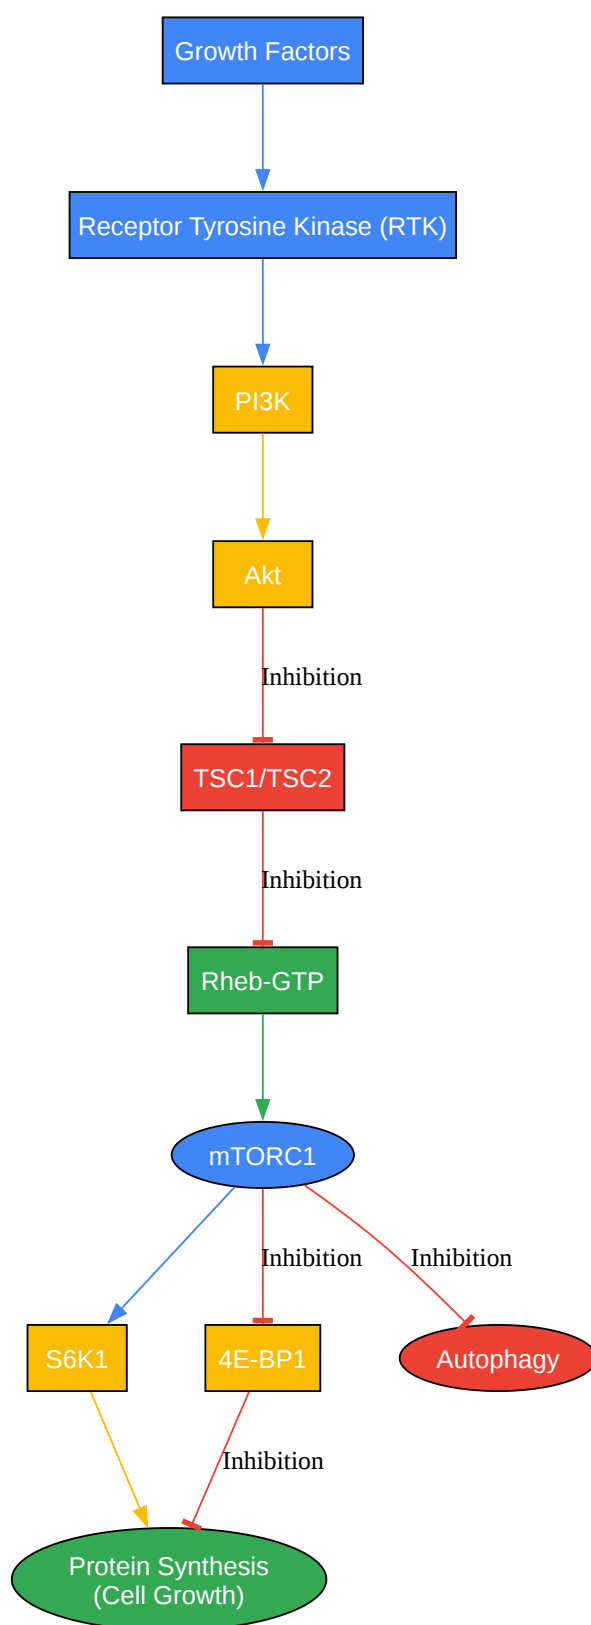 Growth Factors
Receptor Tyrosine Kinase (RTK)
PI3K
Akt
Inhibition
TSC1/TSC2
Inhibition
Rheb-GTP
mTORC1
Inhibition
Inhibition
S6K1
4E-BP1
Autophagy
Inhibition
Protein Synthesis
(Cell Growth)